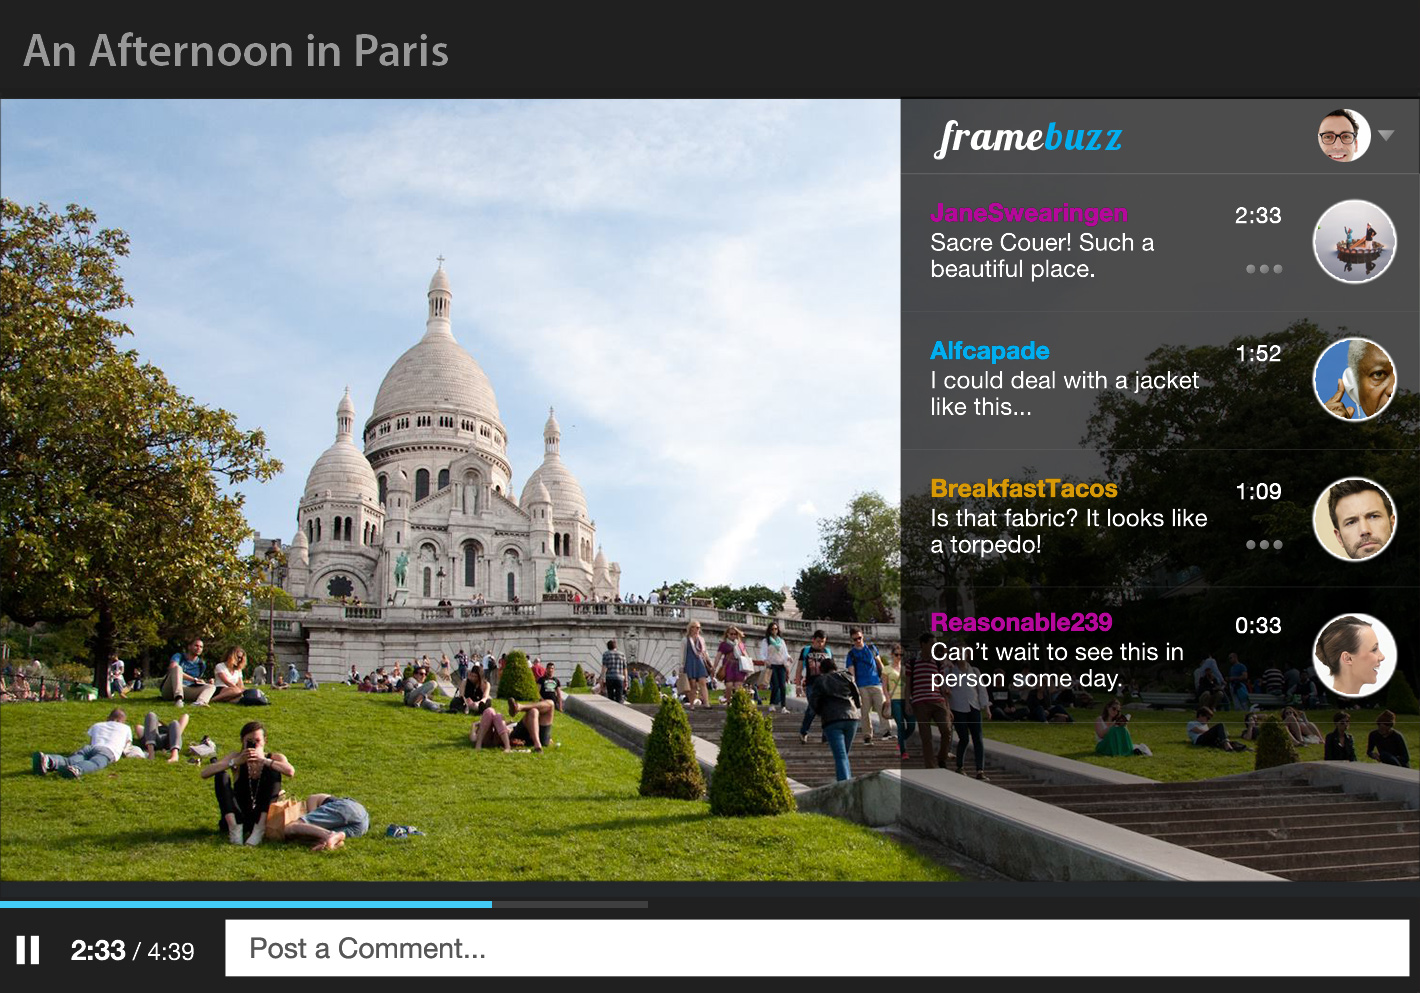 An Afternoon in Paris
framebuzz
JaneSwearingen 2:33
Sacre Couer! Such a
beautiful place.
Alfcapade 1:52
I could deal with a jacket
like this...
BreakfastTacos 1:09
Is that fabric? It looks like
a torpedo!
Reasonable239 0:33
Can’t wait to see this in
person some day.
2:33 / 4:39 Post a Comment...